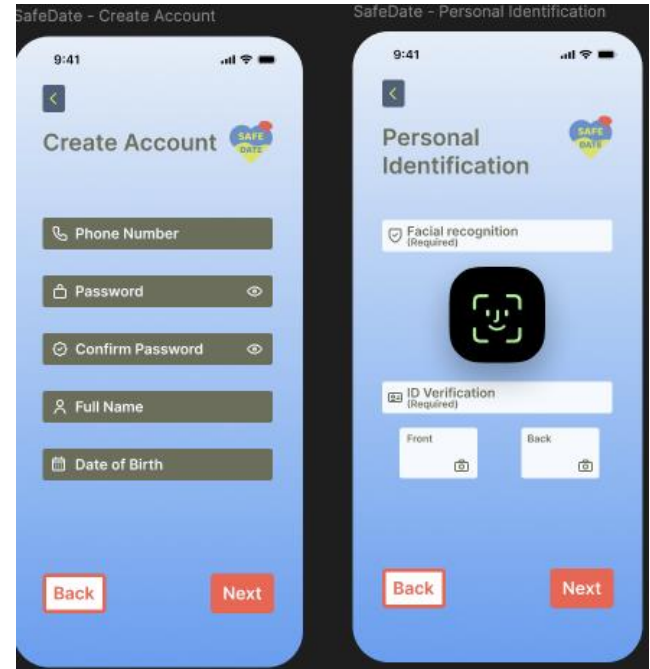 SafeDate - Create Account
9:41
Create Account
SAFE
DATE
Phone Number
Password
Confirm Password
Full Name
Date of Birth
Back
Next
SafeDate - Personal Identification
9:41
Personal
Identification
SAFE
DATE
Facial recognition
(Required)
ID Verification
(Required)
Front
Back
Back
Next